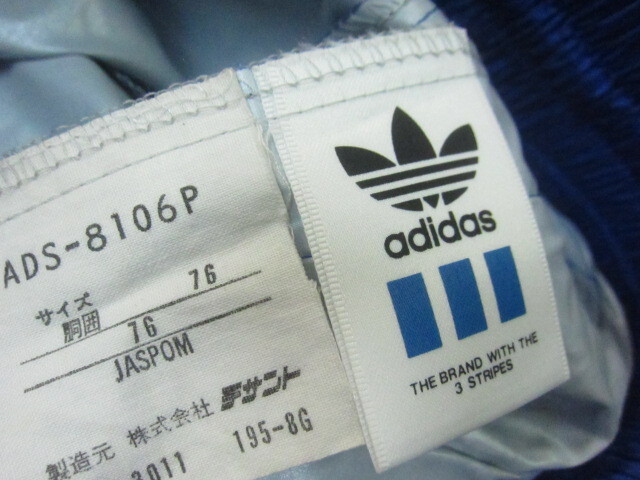 ADS-8106P
サイズ 76
胴囲 76
JASPOM
製造元 株式会社 デサント
3011 195-8G
adidas
THE BRAND WITH THE
3 STRIPES